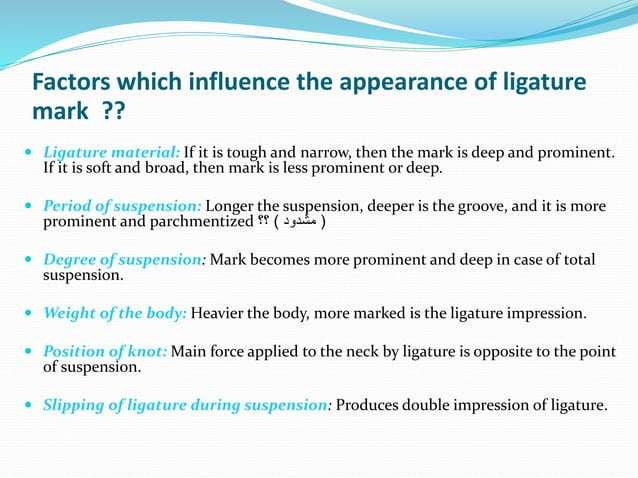 Factors which influence the appearance of ligature
mark ??
Ligature material: If it is tough and narrow, then the mark is deep and prominent.
If it is soft and broad, then mark is less prominent or deep.
Period of suspension: Longer the suspension, deeper is the groove, and it is more
prominent and parchmentized ؟؟ ( مشدود )
Degree of suspension: Mark becomes more prominent and deep in case of total
suspension.
Weight of the body: Heavier the body, more marked is the ligature impression.
Position of knot: Main force applied to the neck by ligature is opposite to the point
of suspension.
Slipping of ligature during suspension: Produces double impression of ligature.